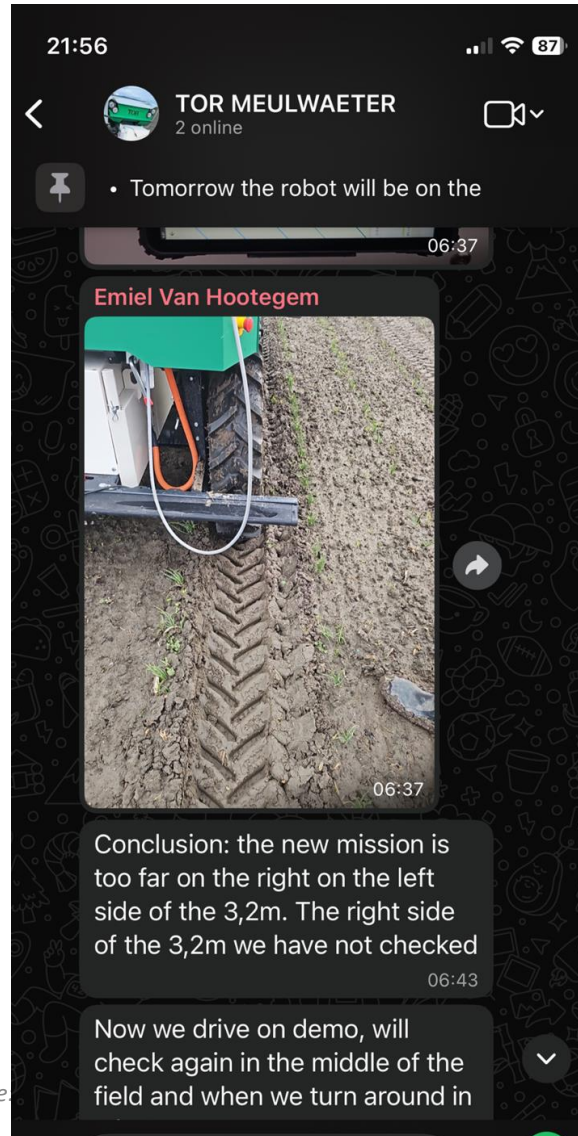 21:56
87
TOR MEULWAETER
2 online
• Tomorrow the robot will be on the
06:37
Emiel Van Hootegem
06:37
Conclusion: the new mission is
too far on the right on the left
side of the 3,2m. The right side
of the 3,2m we have not checked
06:43
Now we drive on demo, will
check again in the middle of the
field and when we turn around in
e.